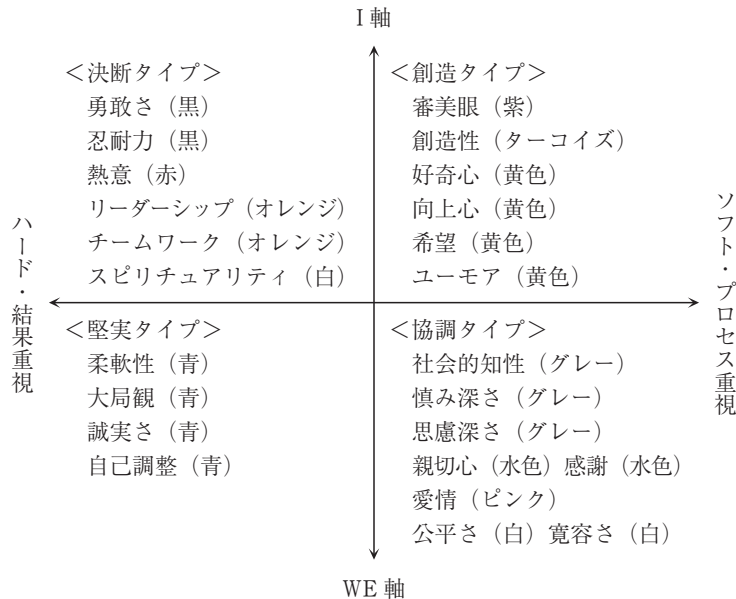 I 軸
<決断タイプ>
勇敢さ（黒）
忍耐力（黒）
熱意（赤）
リーダーシップ（オレンジ）
チームワーク（オレンジ）
スピリチュアリティ（白）
<創造タイプ>
審美眼（紫）
創造性（ターコイズ）
好奇心（黄色）
向上心（黄色）
希望（黄色）
ユーモア（黄色）
ハード・結果重視
ソフト・プロセス重視
<堅実タイプ>
柔軟性（青）
大局観（青）
誠実さ（青）
自己調整（青）
<協調タイプ>
社会的知性（グレー）
慎み深さ（グレー）
思慮深さ（グレー）
親切心（水色）感謝（水色）
愛情（ピンク）
公平さ（白）寛容さ（白）
WE 軸